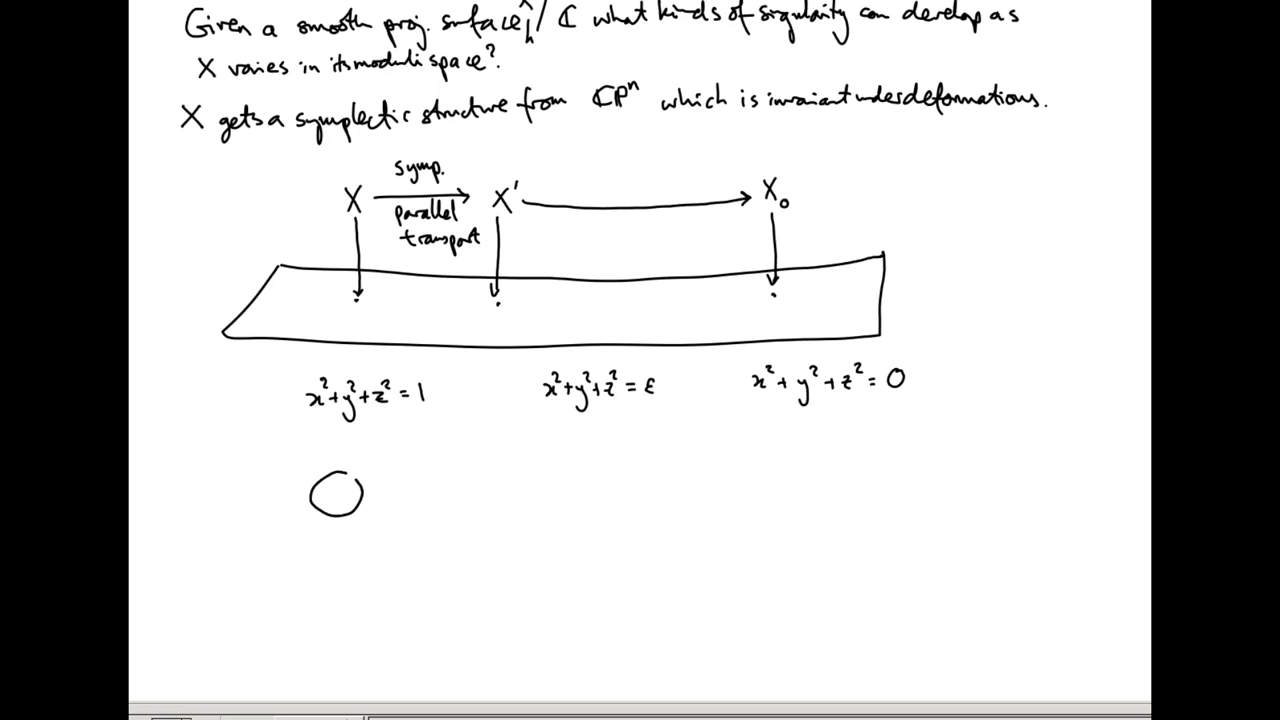 Given a smooth proj. surface X / ℂ what kinds of singularity can develop as
X varies in its moduli space?
X gets a symplectic structure from ℂPⁿ which is invariant under deformations.
symp.
X X' X₀
parallel
transport
x²+y²+z²=1 x²+y²+z²=ε x²+y²+z²=0